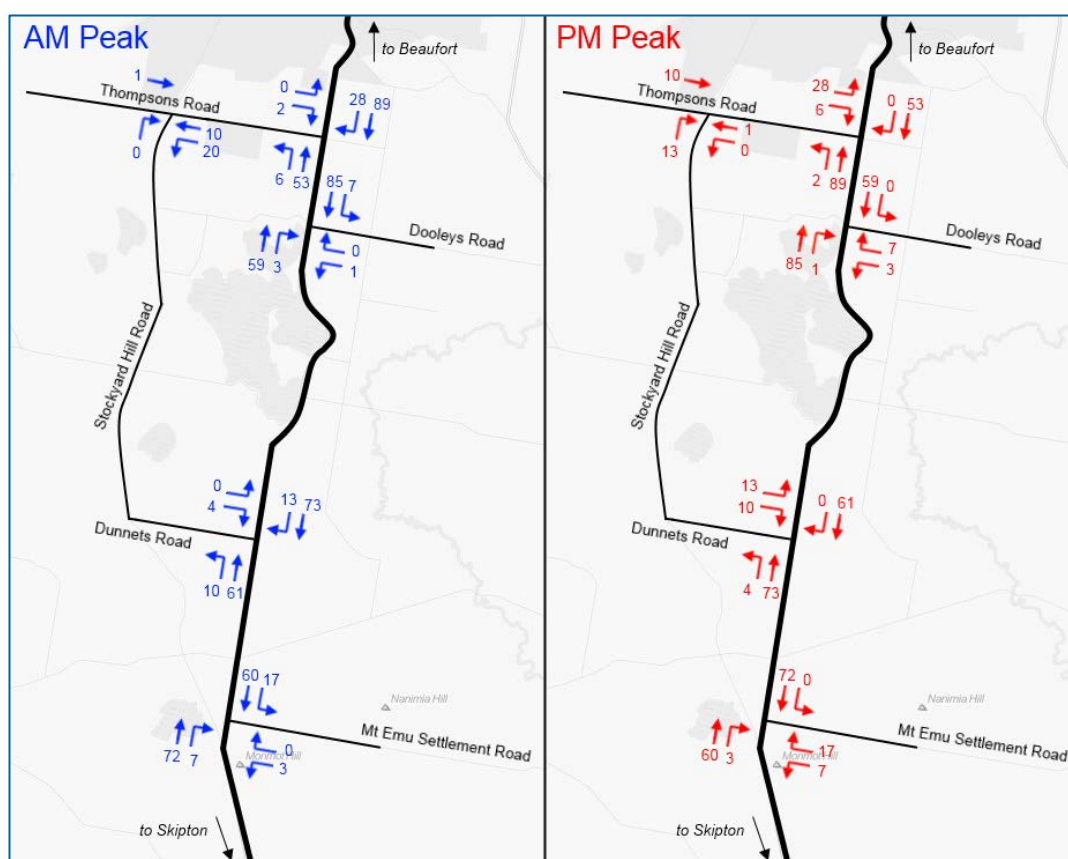 AM Peak
to Beaufort
1
Thompsons Road
0
10
20
0
2
28 89
6 53
85 7
Dooleys Road
59 3
0
1
Stockyard Hill Road
0
4
13 73
Dunnets Road
10 61
60 17
Nanimia Hill
Mt Emu Settlement Road
72 7
0
3
Monmot Hill
to Skipton
PM Peak
to Beaufort
10
Thompsons Road
13
1
0
28
6
0 53
2 89
59 0
Dooleys Road
85 1
7
3
Stockyard Hill Road
13
10
0 61
Dunnets Road
4 73
72 0
Nanimia Hill
Mt Emu Settlement Road
60 3
17
7
Monmot Hill
to Skipton